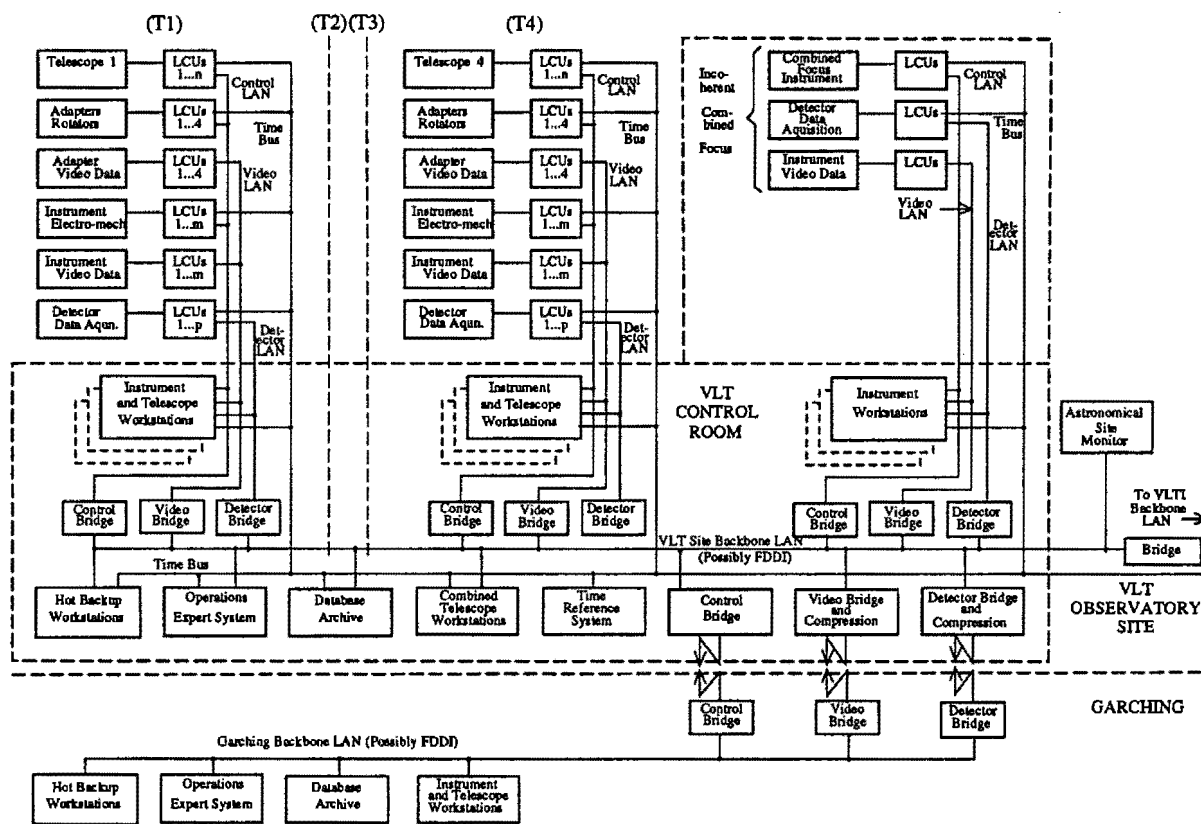 (T1)
(T2)(T3)
(T4)
Telescope 1
LCUs
1...n
Control
LAN
Adapters
Rotators
LCUs
1...4
Time
Bus
Adapter
Video Data
LCUs
1...4
Video
LAN
Instrument
Electro-mech
LCUs
1...m
Instrument
Video Data
LCUs
1...m
Detector
Data Aqun.
LCUs
1...p
Det-
ector
LAN
Telescope 4
LCUs
1...n
Control
LAN
Adapters
Rotators
LCUs
1...4
Time
Bus
Adapter
Video Data
LCUs
1...4
Video
LAN
Instrument
Electro-mech
LCUs
1...m
Instrument
Video Data
LCUs
1...m
Detector
Data Aqun.
LCUs
1...p
Det-
ector
LAN
Inco-
herent
Com-
bined
Focus
Combined
Focus
Instrument
LCUs
Control
LAN
Detector
Data
Aquisition
LCUs
Time
Bus
Instrument
Video Data
LCUs
Video
LAN
Det-
ector
LAN
Instrument
and Telescope
Workstations
Instrument
and Telescope
Workstations
VLT
CONTROL
ROOM
Instrument
Workstations
Astronomical
Site
Monitor
Control
Bridge
Video
Bridge
Detector
Bridge
Control
Bridge
Video
Bridge
Detector
Bridge
Control
Bridge
Video
Bridge
Detector
Bridge
To VLTI
Backbone
LAN
Bridge
VLT Site Backbone LAN
(Possibly FDDI)
Time Bus
Hot Backup
Workstations
Operations
Expert System
Database
Archive
Combined
Telescope
Workstations
Time
Reference
System
Control
Bridge
Video Bridge
and
Compression
Detector Bridge
and
Compression
VLT
OBSERVATORY
SITE
GARCHING
Control
Bridge
Video
Bridge
Detector
Bridge
Garching Backbone LAN (Possibly FDDI)
Hot Backup
Workstations
Operations
Expert System
Database
Archive
Instrument
and Telescope
Workstations